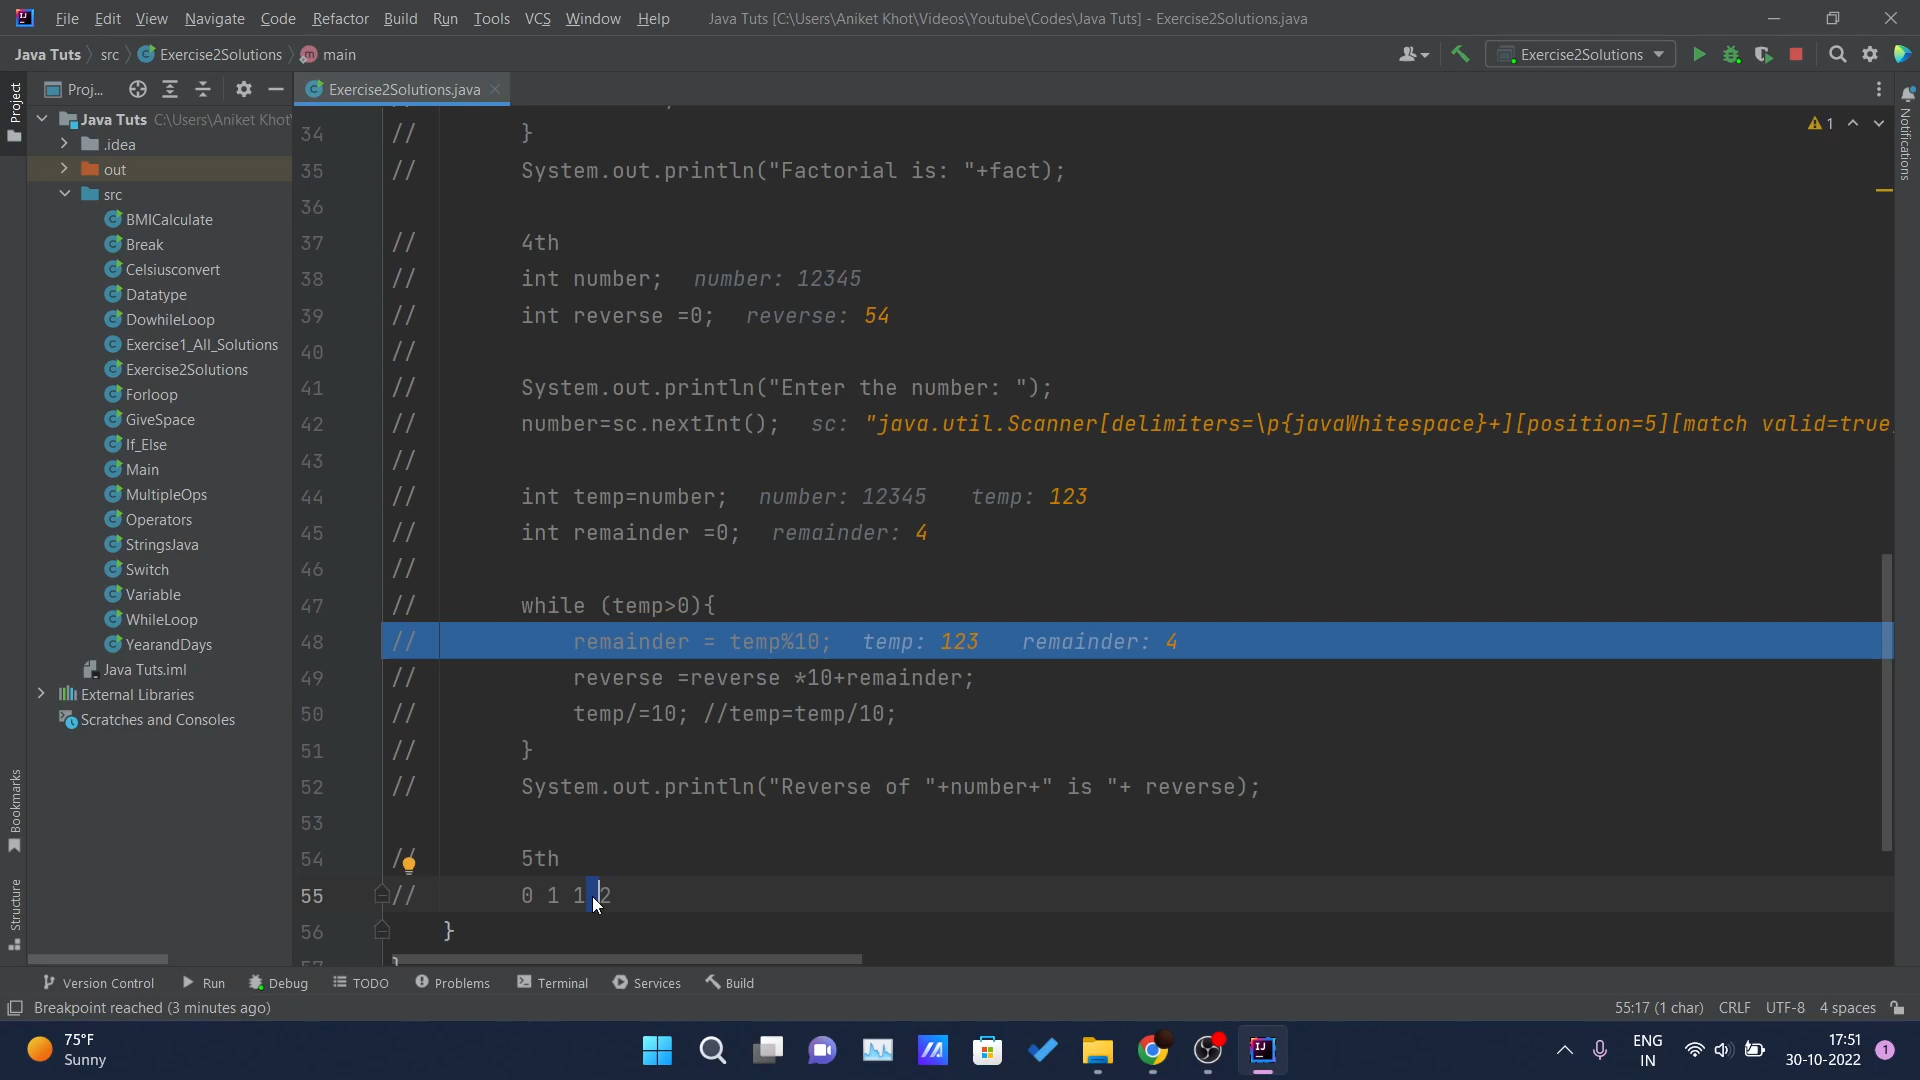 File Edit View Navigate Code Refactor Build Run Tools VCS Window Help Java Tuts [C:\Users\Aniket Khot\Videos\Youtube\Codes\Java Tuts] - Exercise2Solutions.java
Java Tuts src Exercise2Solutions main Exercise2Solutions
Project Proj... Exercise2Solutions.java Notifications
Java Tuts C:\Users\Aniket Khot\
.idea
out
src
BMICalculate
Break
Celsiusconvert
Datatype
DowhileLoop
Exercise1_All_Solutions
Exercise2Solutions
Forloop
GiveSpace
If_Else
Main
MultipleOps
Operators
StringsJava
Switch
Variable
WhileLoop
YearandDays
Java Tuts.iml
External Libraries
Scratches and Consoles
Bookmarks
Structure
1
34 // }
35 // System.out.println("Factorial is: "+fact);
36
37 // 4th
38 // int number; number: 12345
39 // int reverse =0; reverse: 54
40 //
41 // System.out.println("Enter the number: ");
42 // number=sc.nextInt(); sc: "java.util.Scanner[delimiters=\p{javaWhitespace}+][position=5][match valid=true,
43 //
44 // int temp=number; number: 12345 temp: 123
45 // int remainder =0; remainder: 4
46 //
47 // while (temp>0){
48 // remainder = temp%10; temp: 123 remainder: 4
49 // reverse =reverse *10+remainder;
50 // temp/=10; //temp=temp/10;
51 // }
52 // System.out.println("Reverse of "+number+" is "+ reverse);
53
54 // 5th
55 // 0 1 1 2
56 }
57 }
Version Control Run Debug TODO Problems Terminal Services Build
Breakpoint reached (3 minutes ago) 55:17 (1 char) CRLF UTF-8 4 spaces
75°F
Sunny
ENG
IN
17:51
30-10-2022
1